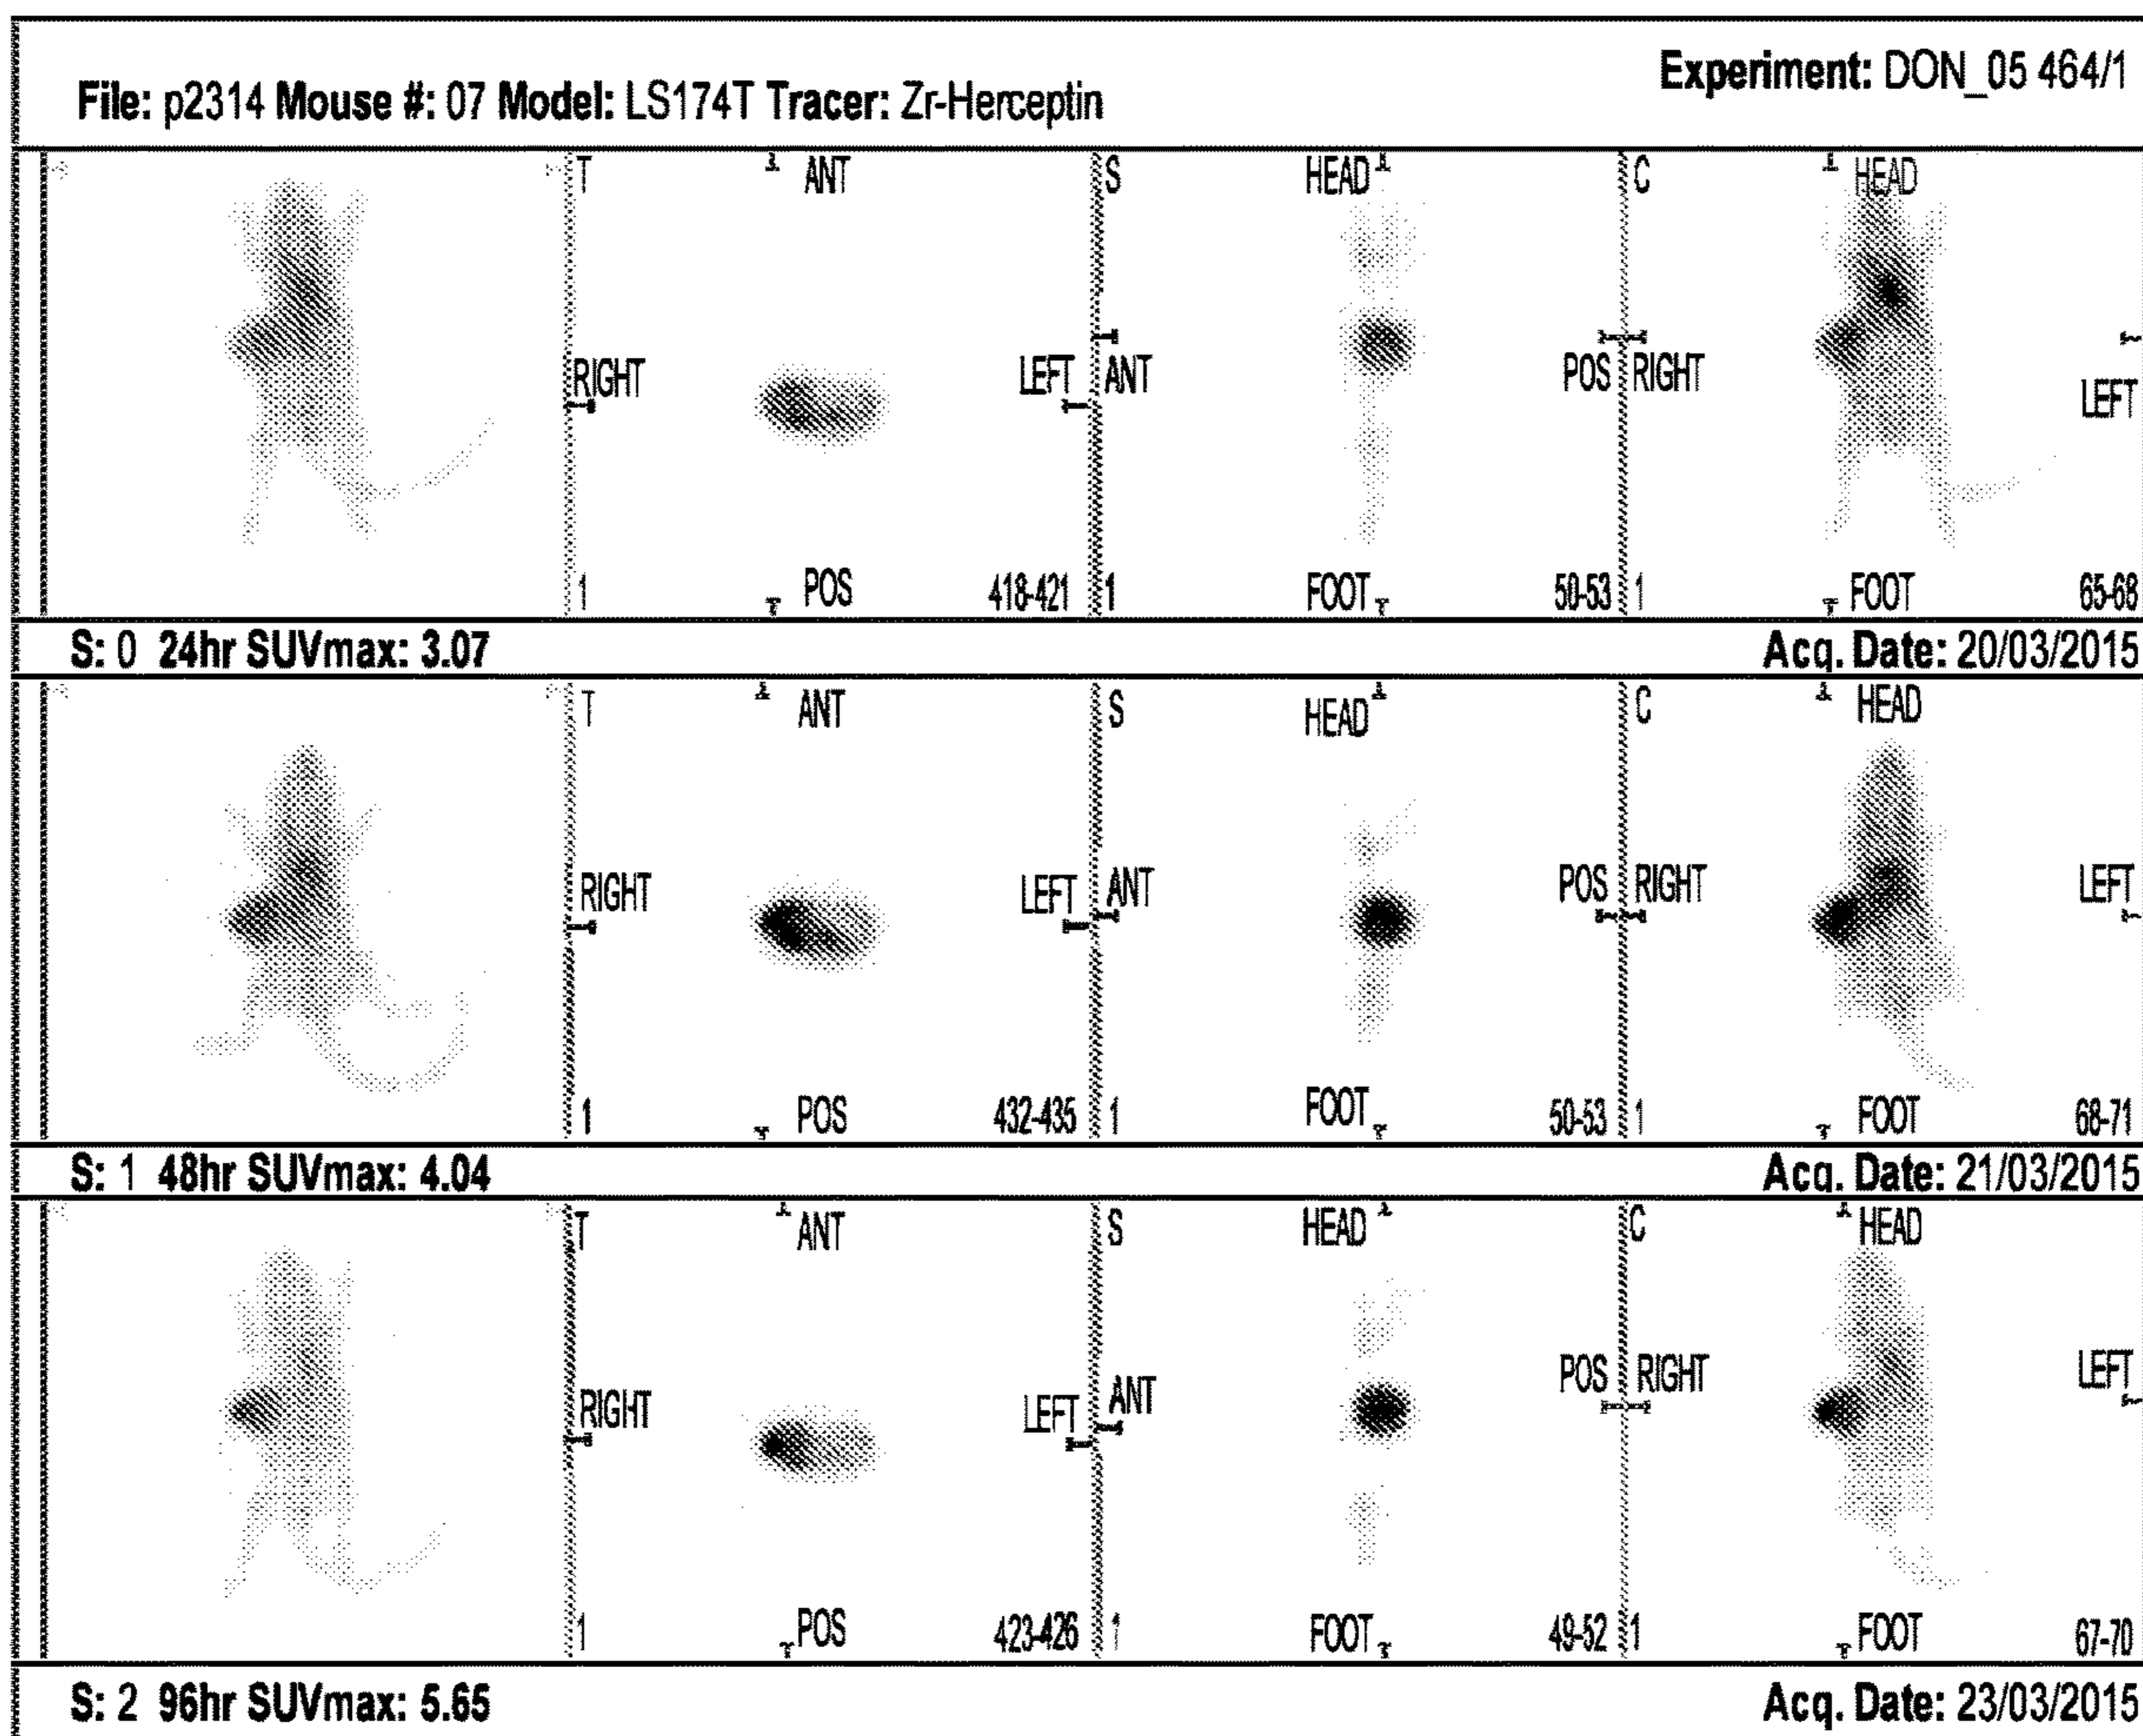 Experiment: DON_05 464/1
File: p2314 Mouse #: 07 Model: LS174T Tracer: Zr-Herceptin
T ANT S HEAD C HEAD
RIGHT LEFT ANT POS RIGHT LEFT
1 POS 418-421 1 FOOT 50-53 1 FOOT 65-68
S: 0 24hr SUVmax: 3.07 Acq. Date: 20/03/2015
T ANT S HEAD C HEAD
RIGHT LEFT ANT POS RIGHT LEFT
1 POS 432-435 1 FOOT 50-53 1 FOOT 68-71
S: 1 48hr SUVmax: 4.04 Acq. Date: 21/03/2015
T ANT S HEAD C HEAD
RIGHT LEFT ANT POS RIGHT LEFT
1 POS 423-426 1 FOOT 49-52 1 FOOT 67-70
S: 2 96hr SUVmax: 5.65 Acq. Date: 23/03/2015